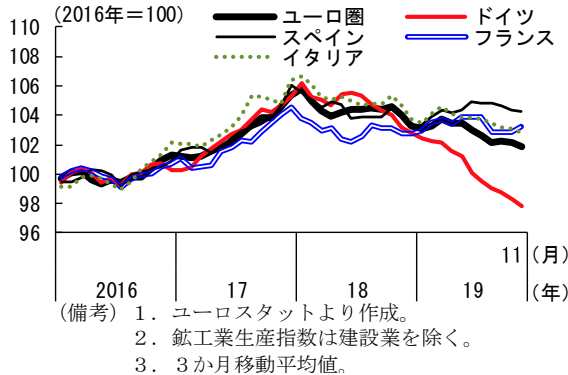 (2016年＝100)
ユーロ圏
ドイツ
スペイン
フランス
イタリア
110
108
106
104
102
100
98
96
11
(月)
2016
17
18
19
(年)
(備考) 1．ユーロスタットより作成。
2．鉱工業生産指数は建設業を除く。
3．3か月移動平均値。